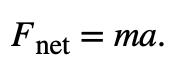 F_net = ma.